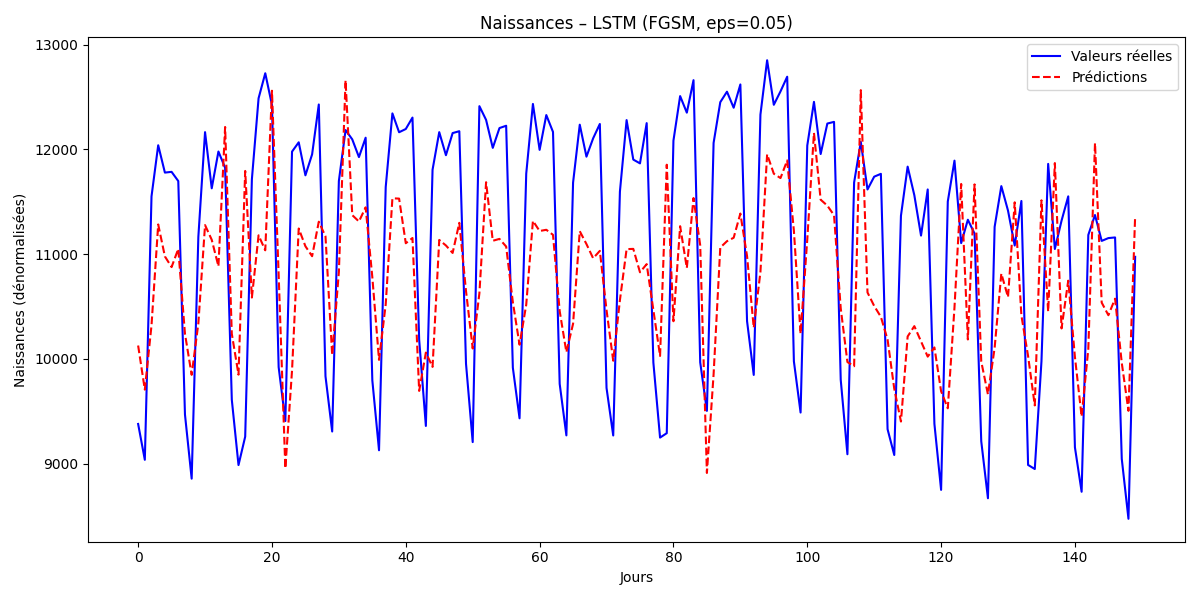 Naissances – LSTM (FGSM, eps=0.05)
Valeurs réelles
Prédictions
Naissances (dénormalisées)
13000
12000
11000
10000
9000
0 20 40 60 80 100 120 140
Jours